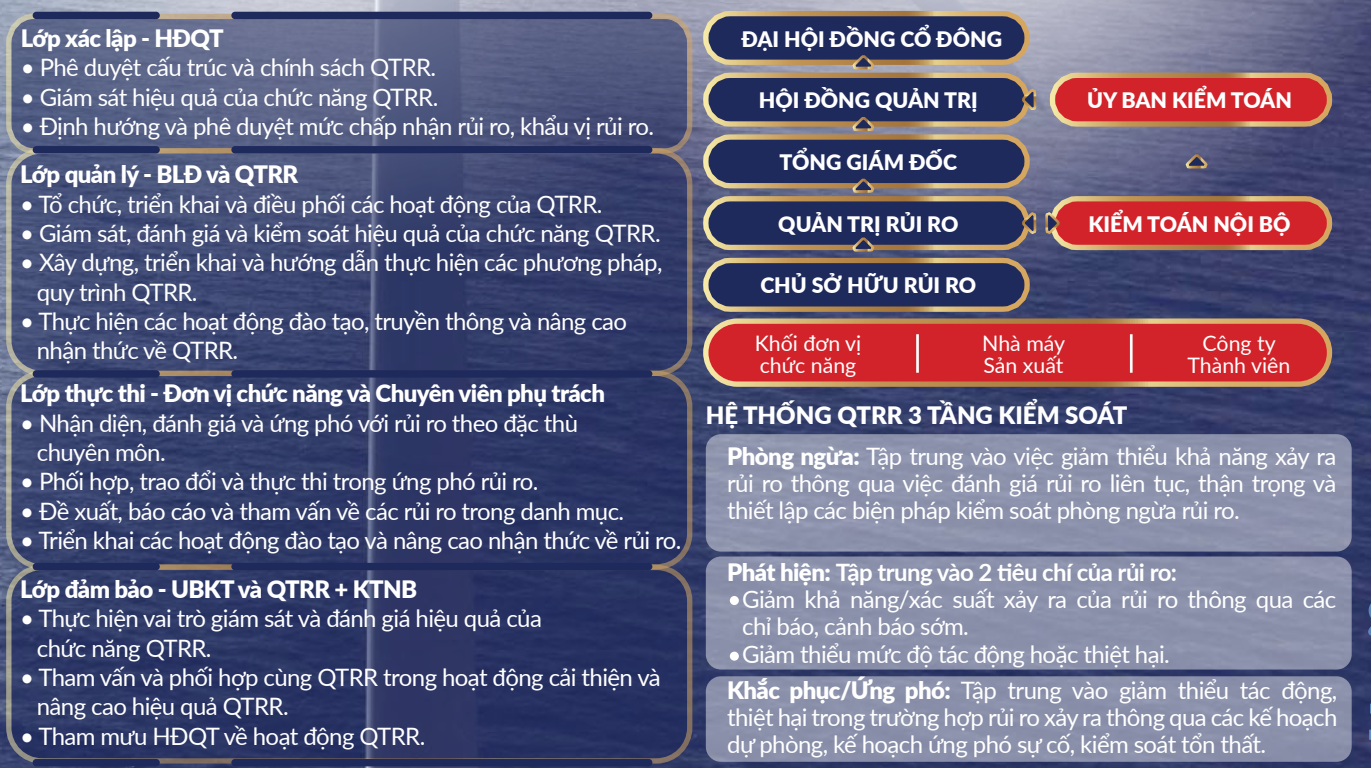 Lớp xác lập - HĐQT
• Phê duyệt cấu trúc và chính sách QTRR.
• Giám sát hiệu quả của chức năng QTRR.
• Định hướng và phê duyệt mức chấp nhận rủi ro, khẩu vị rủi ro.
Lớp quản lý - BLĐ và QTRR
• Tổ chức, triển khai và điều phối các hoạt động của QTRR.
• Giám sát, đánh giá và kiểm soát hiệu quả của chức năng QTRR.
• Xây dựng, triển khai và hướng dẫn thực hiện các phương pháp,
quy trình QTRR.
• Thực hiện các hoạt động đào tạo, truyền thông và nâng cao
nhận thức về QTRR.
Lớp thực thi - Đơn vị chức năng và Chuyên viên phụ trách
• Nhận diện, đánh giá và ứng phó với rủi ro theo đặc thù
chuyên môn.
• Phối hợp, trao đổi và thực thi trong ứng phó rủi ro.
• Đề xuất, báo cáo và tham vấn về các rủi ro trong danh mục.
• Triển khai các hoạt động đào tạo và nâng cao nhận thức về rủi ro.
Lớp đảm bảo - UBKT và QTRR + KTNB
• Thực hiện vai trò giám sát và đánh giá hiệu quả của
chức năng QTRR.
• Tham vấn và phối hợp cùng QTRR trong hoạt động cải thiện và
nâng cao hiệu quả QTRR.
• Tham mưu HĐQT về hoạt động QTRR.
ĐẠI HỘI ĐỒNG CỔ ĐÔNG
HỘI ĐỒNG QUẢN TRỊ
ỦY BAN KIỂM TOÁN
TỔNG GIÁM ĐỐC
QUẢN TRỊ RỦI RO
KIỂM TOÁN NỘI BỘ
CHỦ SỞ HỮU RỦI RO
Khối đơn vị
chức năng
Nhà máy
Sản xuất
Công ty
Thành viên
HỆ THỐNG QTRR 3 TẦNG KIỂM SOÁT
Phòng ngừa: Tập trung vào việc giảm thiểu khả năng xảy ra
rủi ro thông qua việc đánh giá rủi ro liên tục, thận trọng và
thiết lập các biện pháp kiểm soát phòng ngừa rủi ro.
Phát hiện: Tập trung vào 2 tiêu chí của rủi ro:
•Giảm khả năng/xác suất xảy ra của rủi ro thông qua các
chỉ báo, cảnh báo sớm.
•Giảm thiểu mức độ tác động hoặc thiệt hại.
Khắc phục/Ứng phó: Tập trung vào giảm thiểu tác động,
thiệt hại trong trường hợp rủi ro xảy ra thông qua các kế hoạch
dự phòng, kế hoạch ứng phó sự cố, kiểm soát tổn thất.